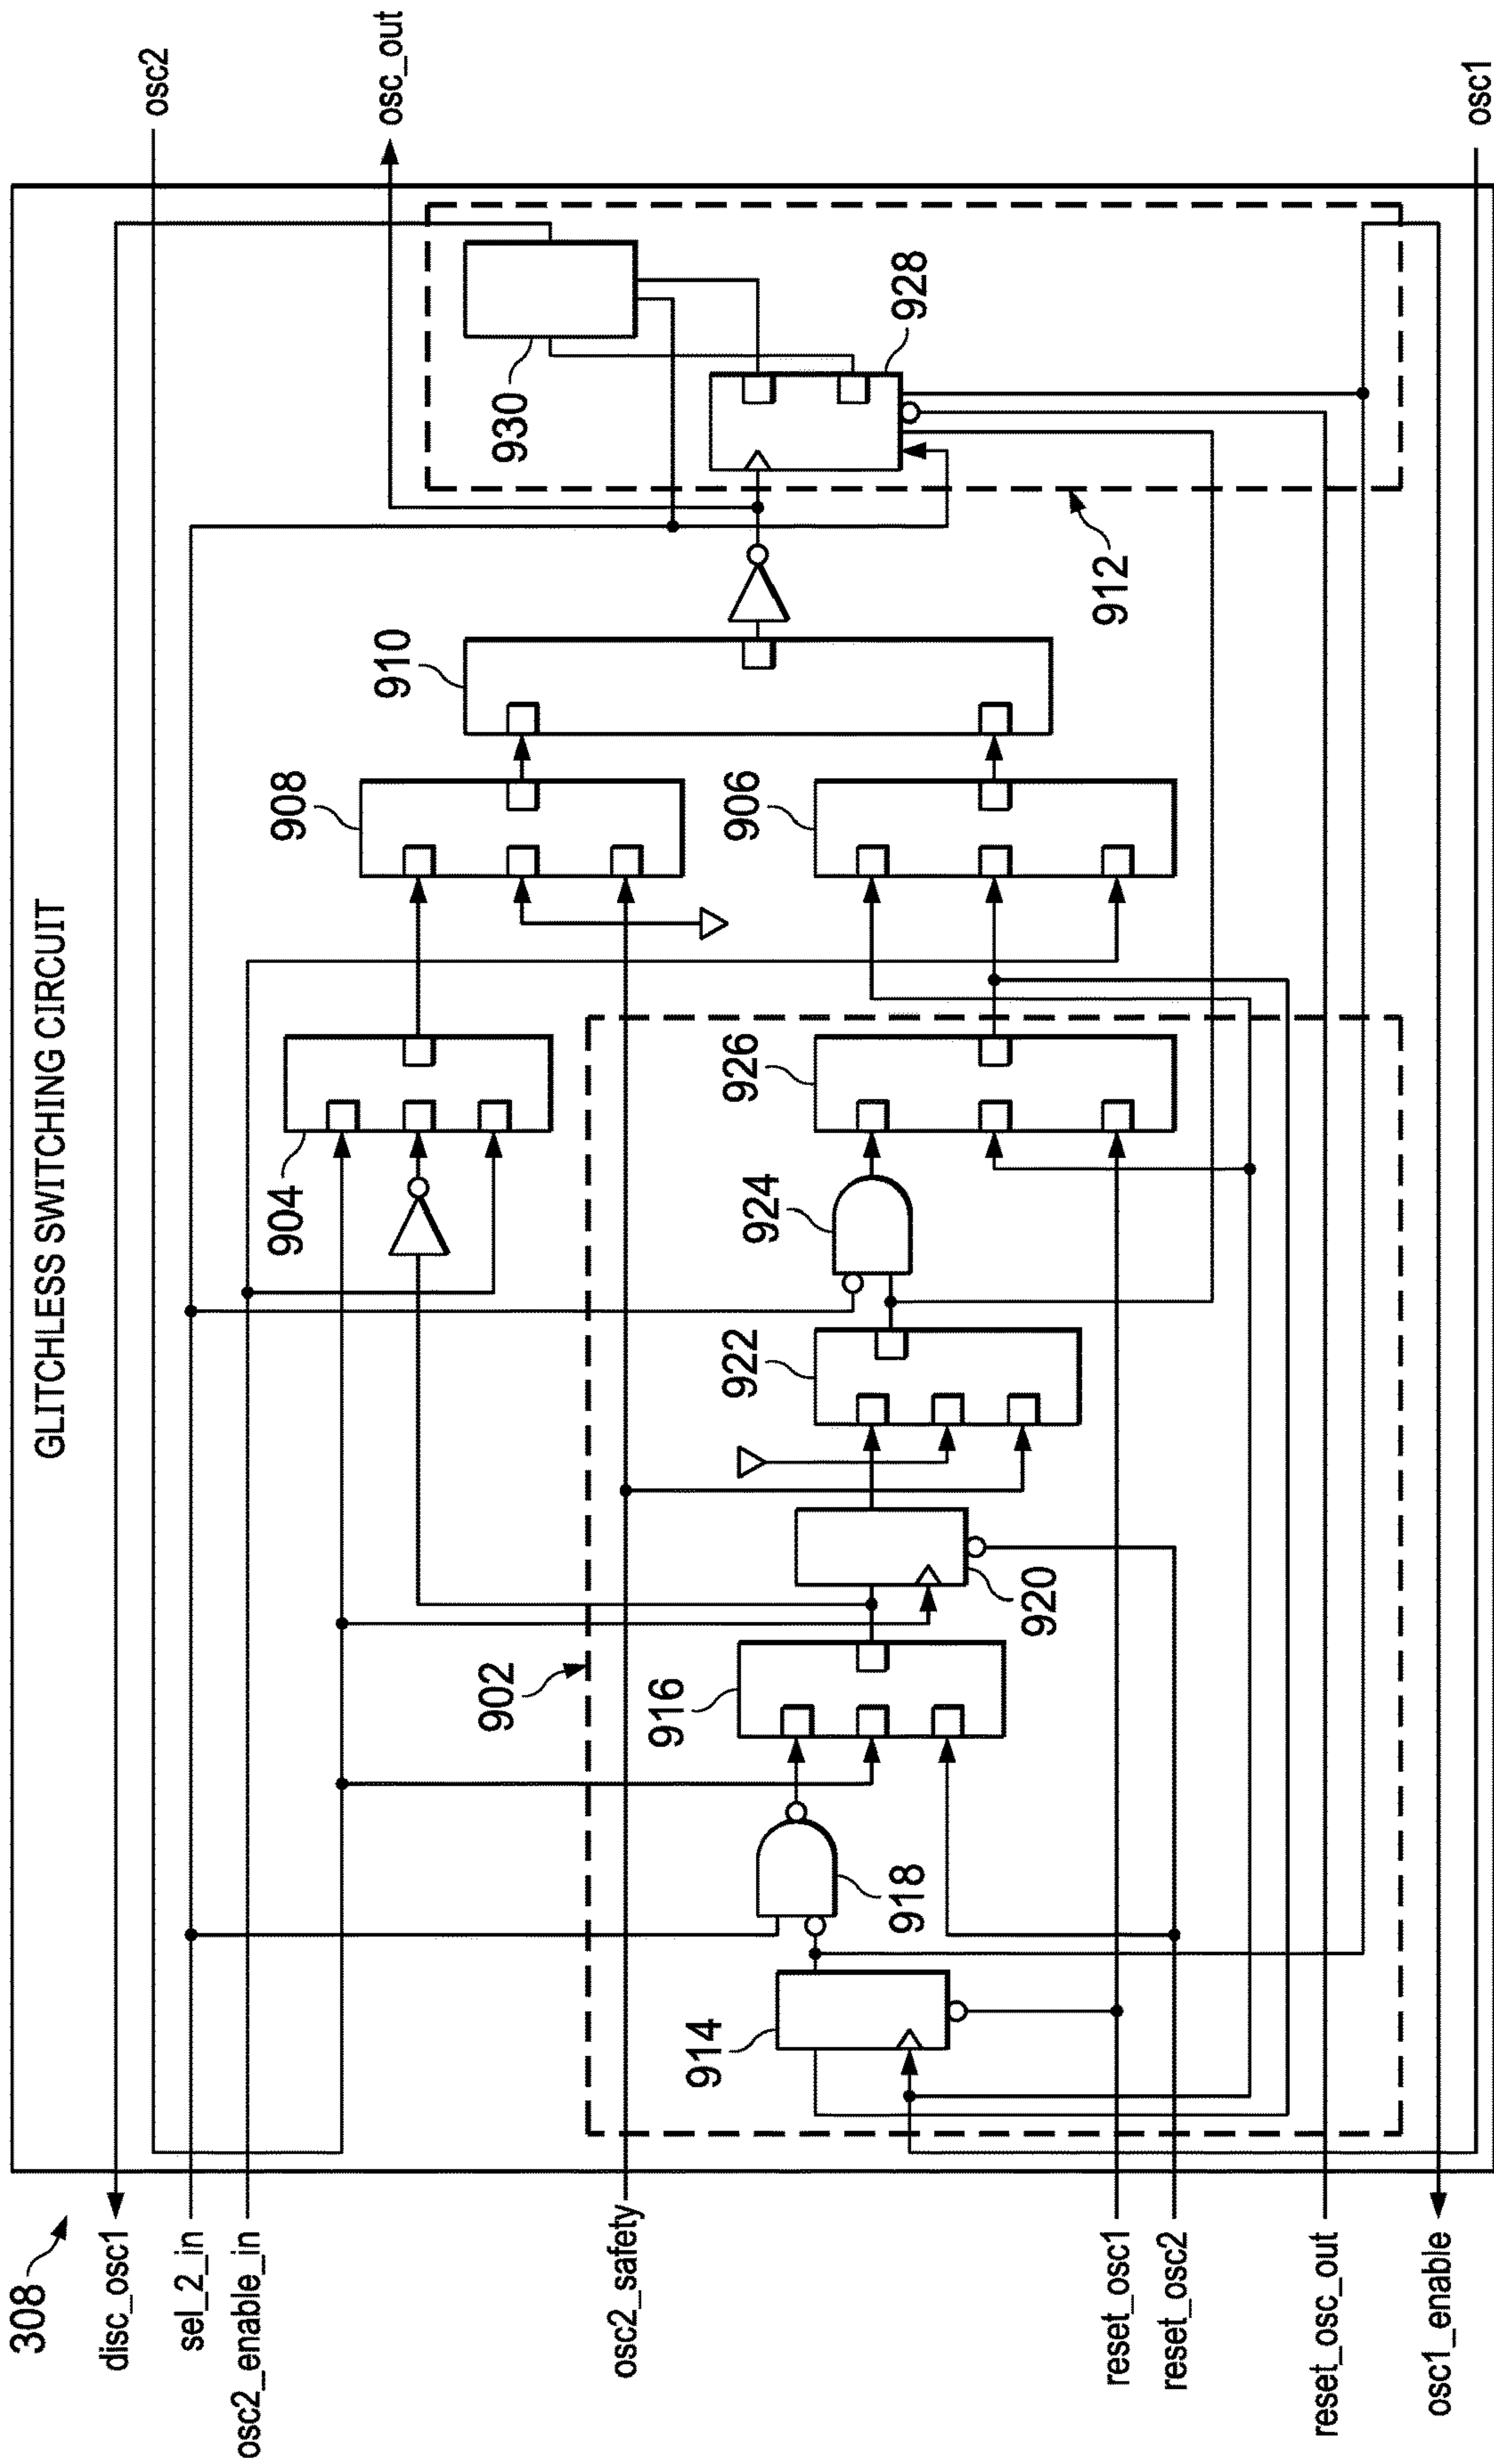 GLITCHLESS SWITCHING CIRCUIT
308
disc_osc1
sel_2_in
osc2_enable_in
osc2_safety
reset_osc1
reset_osc2
reset_osc_out
osc1_enable
osc2
osc_out
osc1
902
904
906
908
910
912
914
916
918
920
922
924
926
928
930